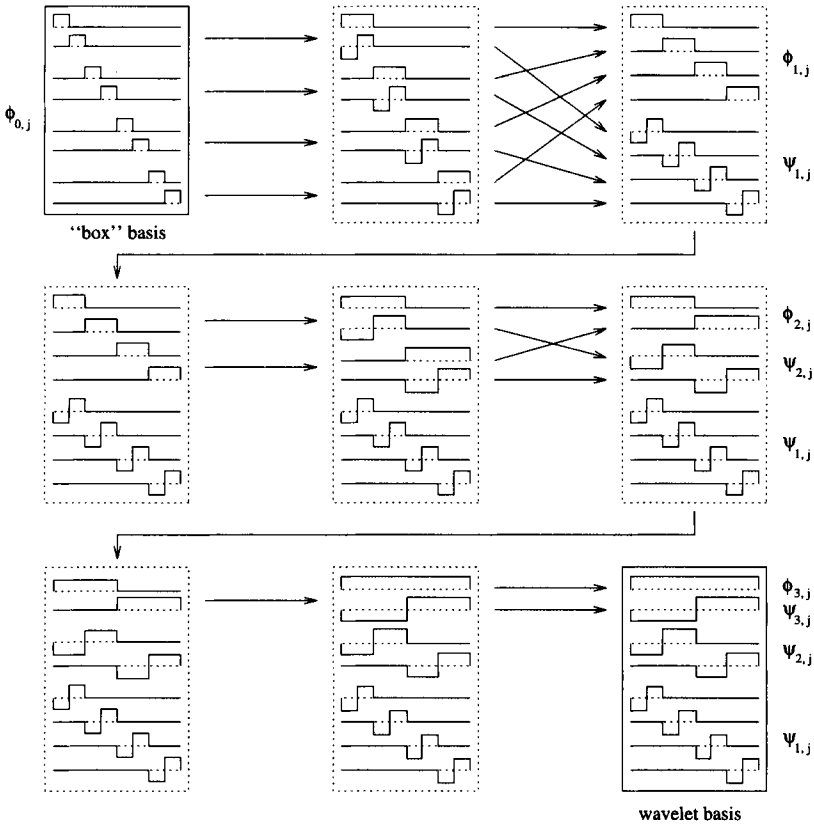 ϕ0,j
"box" basis
ϕ1,j
ψ1,j
ϕ2,j
ψ2,j
ψ1,j
ϕ3,j
ψ3,j
ψ2,j
ψ1,j
wavelet basis